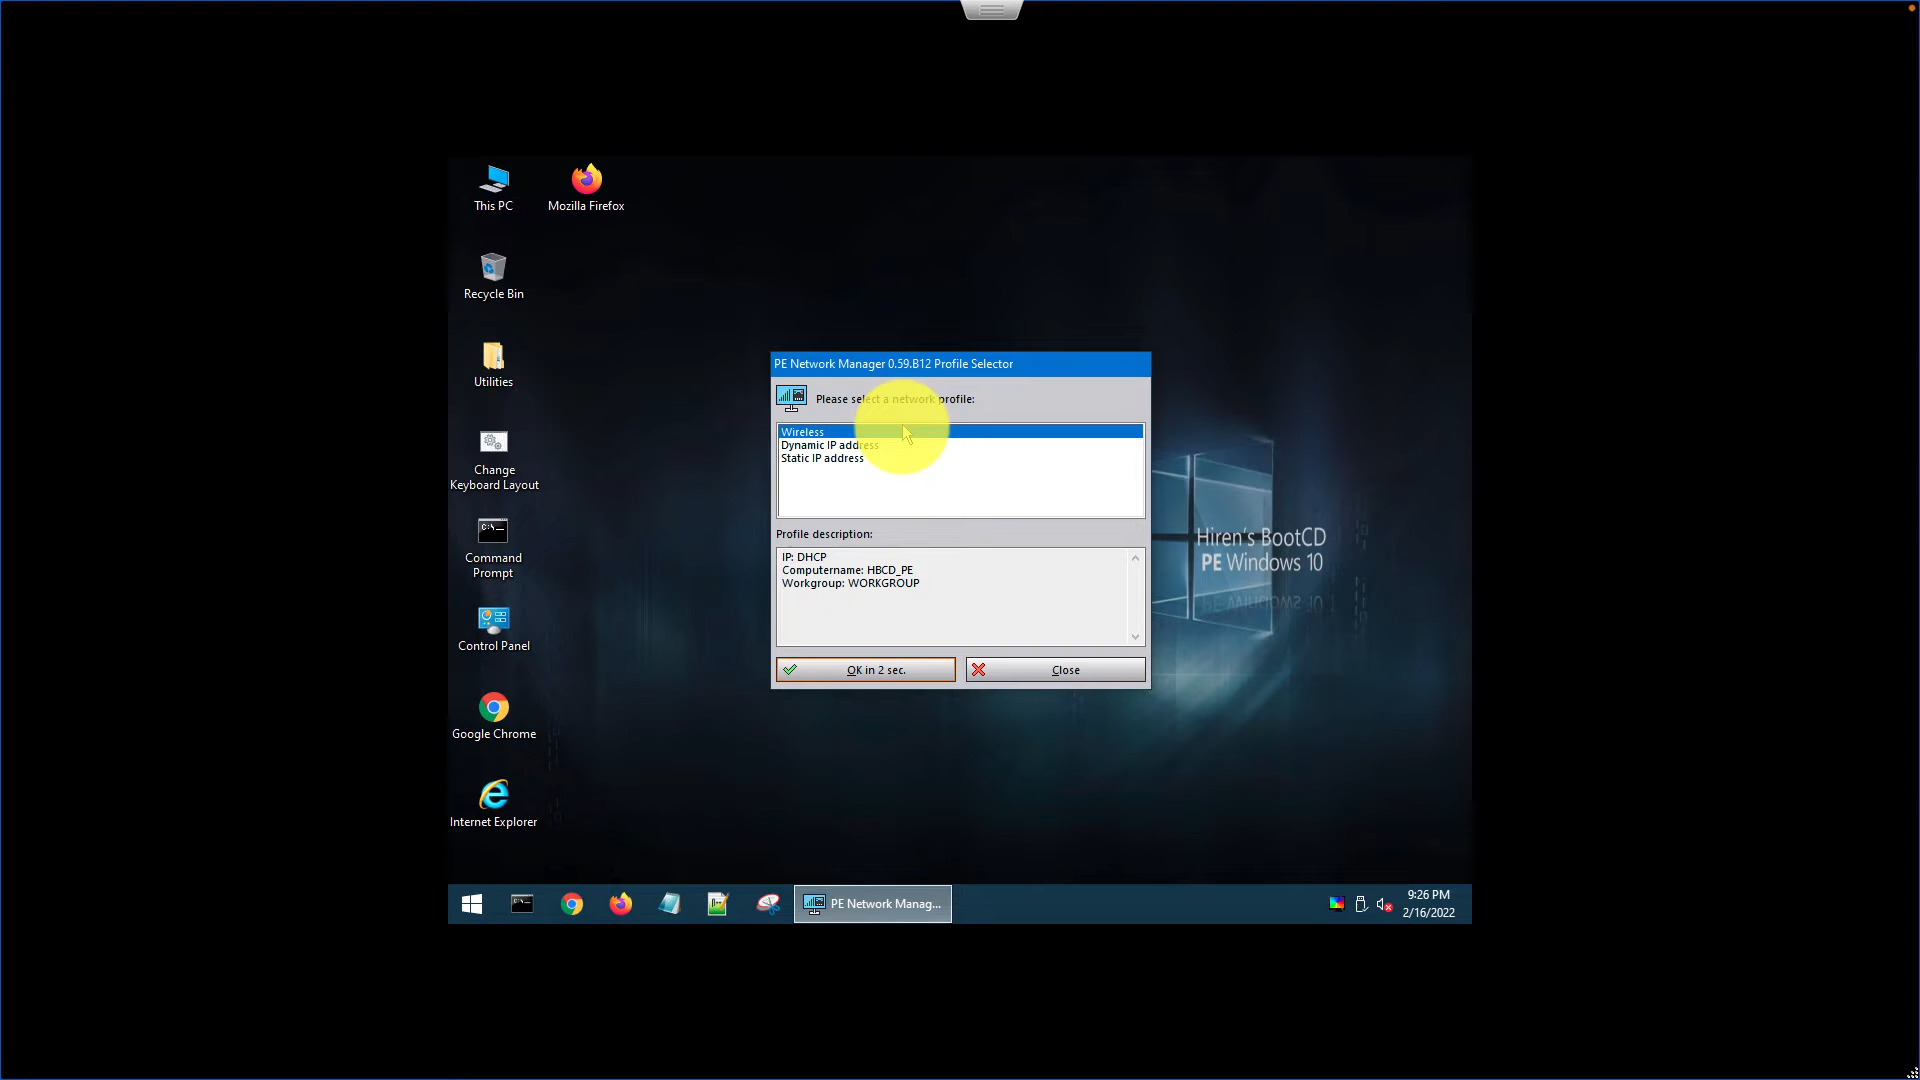 This PC
Mozilla Firefox
Recycle Bin
Utilities
Change
Keyboard Layout
Command
Prompt
Control Panel
Google Chrome
Internet Explorer
PE Network Manager 0.59.B12 Profile Selector
Please select a network profile:
Wireless
Dynamic IP address
Static IP address
Profile description:
IP: DHCP
Computername: HBCD_PE
Workgroup: WORKGROUP
OK in 2 sec.
Close
Hiren's BootCD
PE Windows 10
PE Network Manag...
9:26 PM
2/16/2022